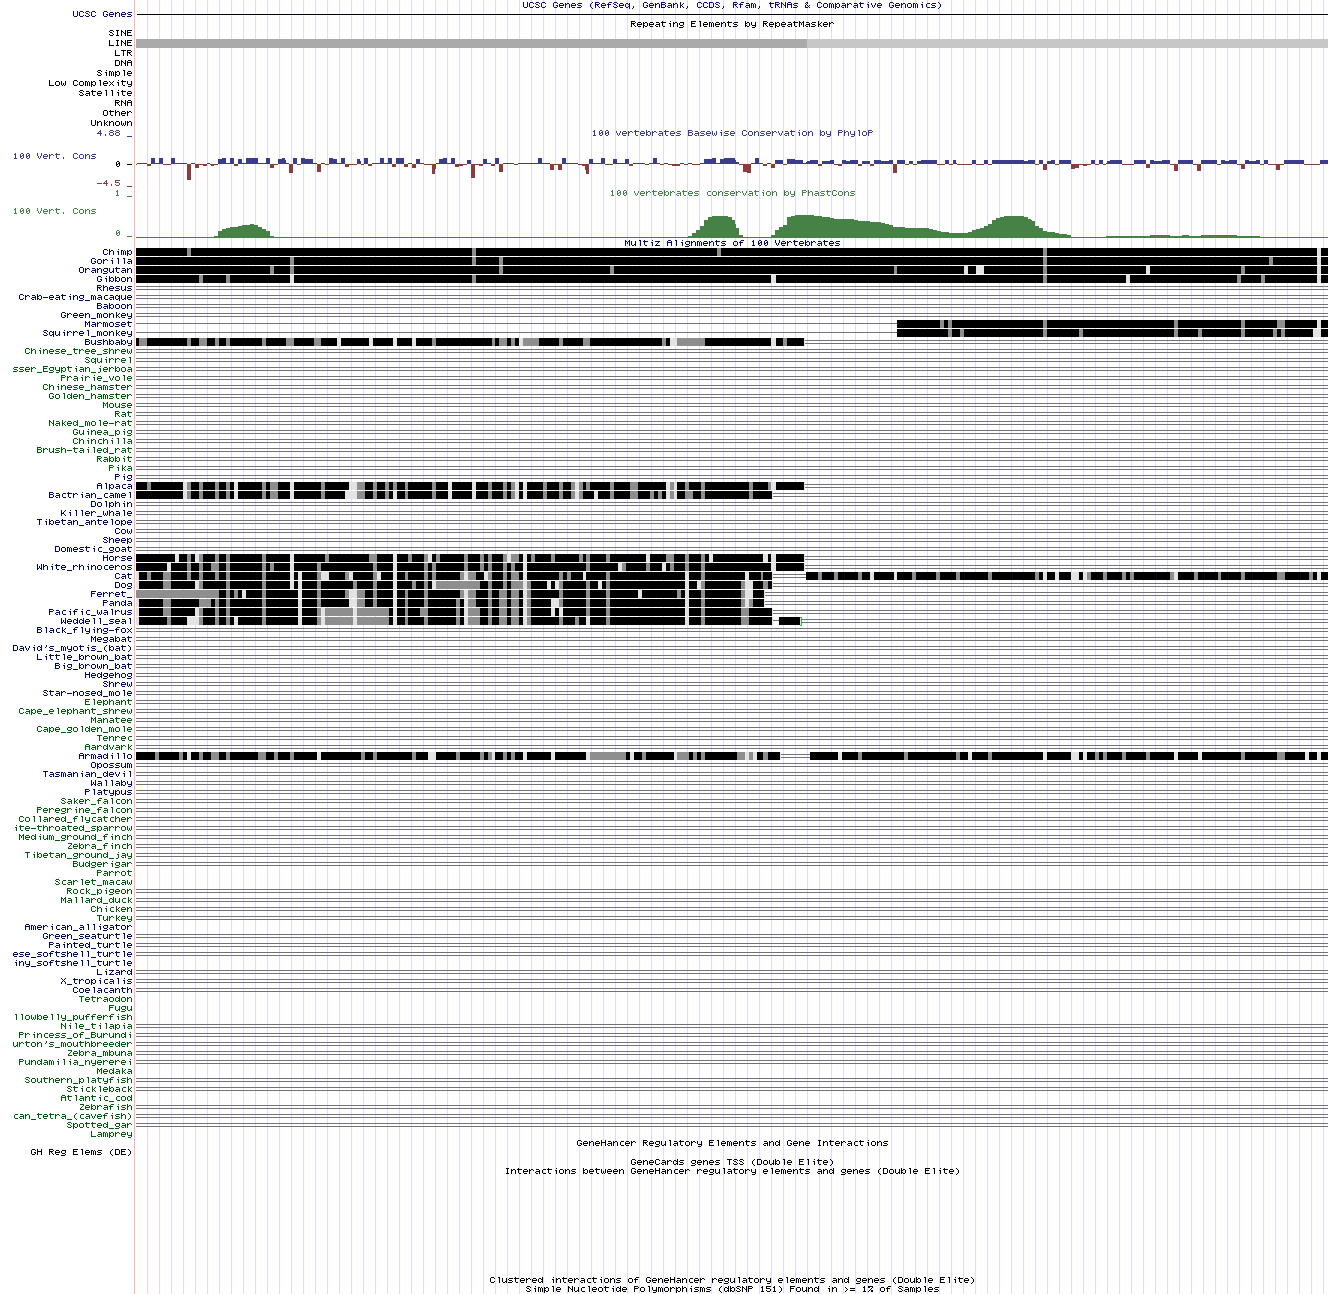 UCSC Genes (RefSeq, GenBank, CCDS, Rfam, tRNAs & Comparative Genomics)
UCSC Genes
Repeating Elements by RepeatMasker
SINE
LINE
LTR
DNA
Simple
Low Complexity
Satellite
RNA
Other
Unknown
4.88 _
100 vertebrates Basewise Conservation by PhyloP
100 Vert. Cons
0 -
-4.5 _
1 _
100 vertebrates conservation by PhastCons
100 Vert. Cons
0 _
Multiz Alignments of 100 Vertebrates
Chimp
Gorilla
Orangutan
Gibbon
Rhesus
Crab-eating_macaque
Baboon
Green_monkey
Marmoset
Squirrel_monkey
Bushbaby
Chinese_tree_shrew
Squirrel
sser_Egyptian_jerboa
Prairie_vole
Chinese_hamster
Golden_hamster
Mouse
Rat
Naked_mole-rat
Guinea_pig
Chinchilla
Brush-tailed_rat
Rabbit
Pika
Pig
Alpaca
Bactrian_camel
Dolphin
Killer_whale
Tibetan_antelope
Cow
Sheep
Domestic_goat
Horse
White_rhinoceros
Cat
Dog
Ferret_
Panda
Pacific_walrus
Weddell_seal
Black_flying-fox
Megabat
David's_myotis_(bat)
Little_brown_bat
Big_brown_bat
Hedgehog
Shrew
Star-nosed_mole
Elephant
Cape_elephant_shrew
Manatee
Cape_golden_mole
Tenrec
Aardvark
Armadillo
Opossum
Tasmanian_devil
Wallaby
Platypus
Saker_falcon
Peregrine_falcon
Collared_flycatcher
ite-throated_sparrow
Medium_ground_finch
Zebra_finch
Tibetan_ground_jay
Budgerigar
Parrot
Scarlet_macaw
Rock_pigeon
Mallard_duck
Chicken
Turkey
American_alligator
Green_seaturtle
Painted_turtle
ese_softshell_turtle
iny_softshell_turtle
Lizard
X_tropicalis
Coelacanth
Tetraodon
Fugu
llowbelly_pufferfish
Nile_tilapia
Princess_of_Burundi
urton's_mouthbreeder
Zebra_mbuna
Pundamilia_nyererei
Medaka
Southern_platyfish
Stickleback
Atlantic_cod
Zebrafish
can_tetra_(cavefish)
Spotted_gar
Lamprey
GeneHancer Regulatory Elements and Gene Interactions
GH Reg Elems (DE)
GeneCards genes TSS (Double Elite)
Interactions between GeneHancer regulatory elements and genes (Double Elite)
Clustered interactions of GeneHancer regulatory elements and genes (Double Elite)
Simple Nucleotide Polymorphisms (dbSNP 151) Found in >= 1% of Samples